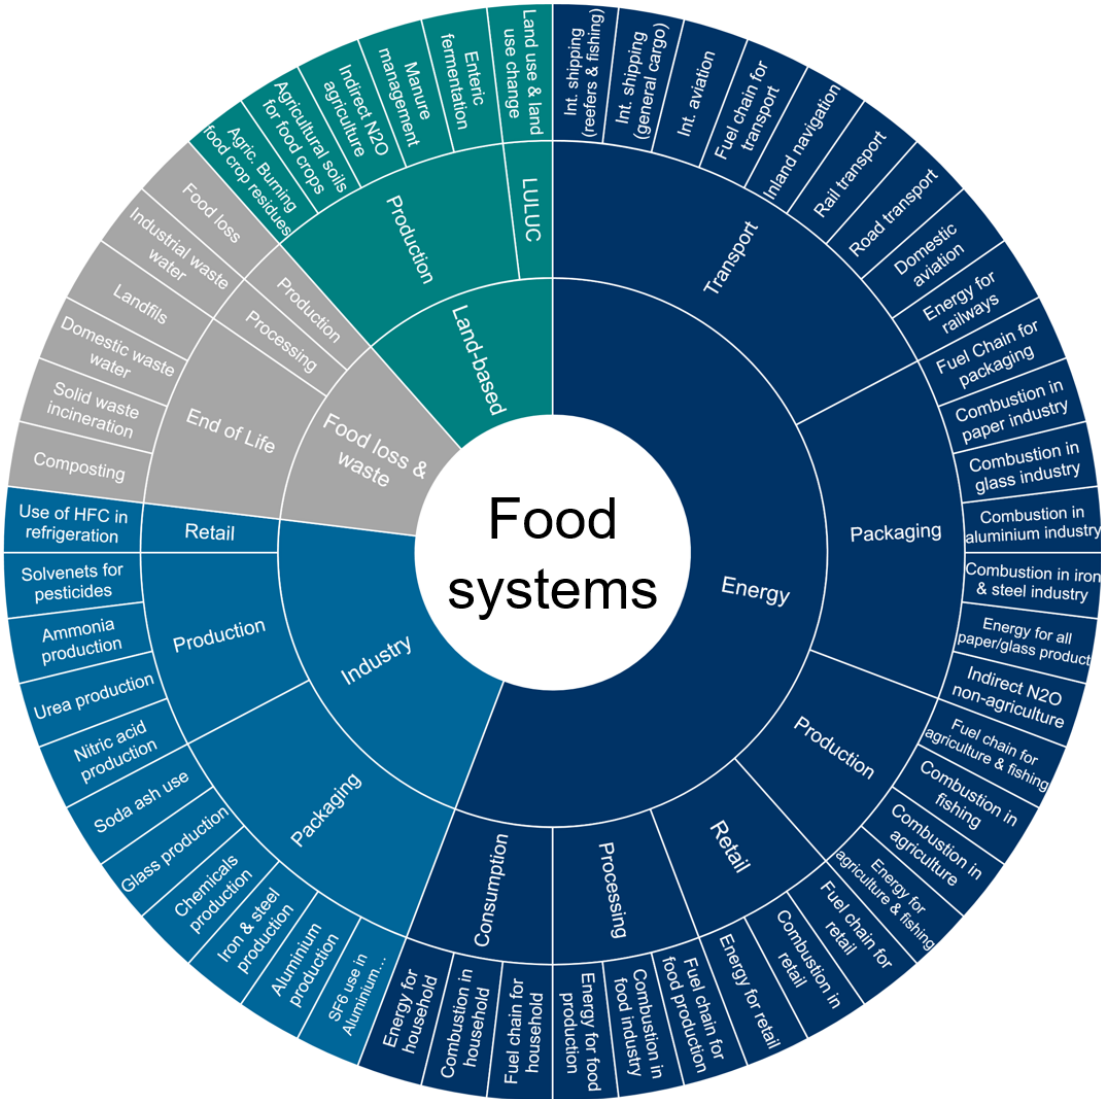 Food
systems
Energy
Transport
Int. shipping
(reefers & fishing)
Int. shipping
(general cargo)
Int. aviation
Fuel chain for
transport
Inland navigation
Rail transport
Road transport
Domestic
aviation
Energy for
railways
Packaging
Fuel Chain for
packaging
Combustion in
paper industry
Combustion in
glass industry
Combustion in
aluminium industry
Combustion in iron
& steel industry
Energy for all
paper/glass product
Indirect N2O
non-agriculture
Production
Fuel chain for
agriculture & fishing
Combustion in
fishing
Combustion in
agriculture
Energy for
agriculture & fishing
Retail
Fuel chain for
retail
Combustion in
retail
Energy for retail
Processing
Fuel chain for
food production
Combustion in
food industry
Energy for food
production
Consumption
Fuel chain for
household
Combustion in
household
Energy for
household
Industry
Packaging
SF6 use in
Aluminium...
Aluminium
production
Iron & steel
production
Chemicals
production
Glass production
Soda ash use
Production
Nitric acid
production
Urea production
Ammonia
production
Solvenets for
pesticides
Retail
Use of HFC in
refrigeration
Food loss &
waste
End of Life
Composting
Solid waste
incineration
Domestic waste
water
Landfils
Processing
Industrial waste
water
Production
Food loss
Land-based
Production
Agric. Burning
food crop residues
Agricultural soils
for food crops
Indirect N2O
agriculture
Manure
management
Enteric
fermentation
LULUC
Land use & land
use change